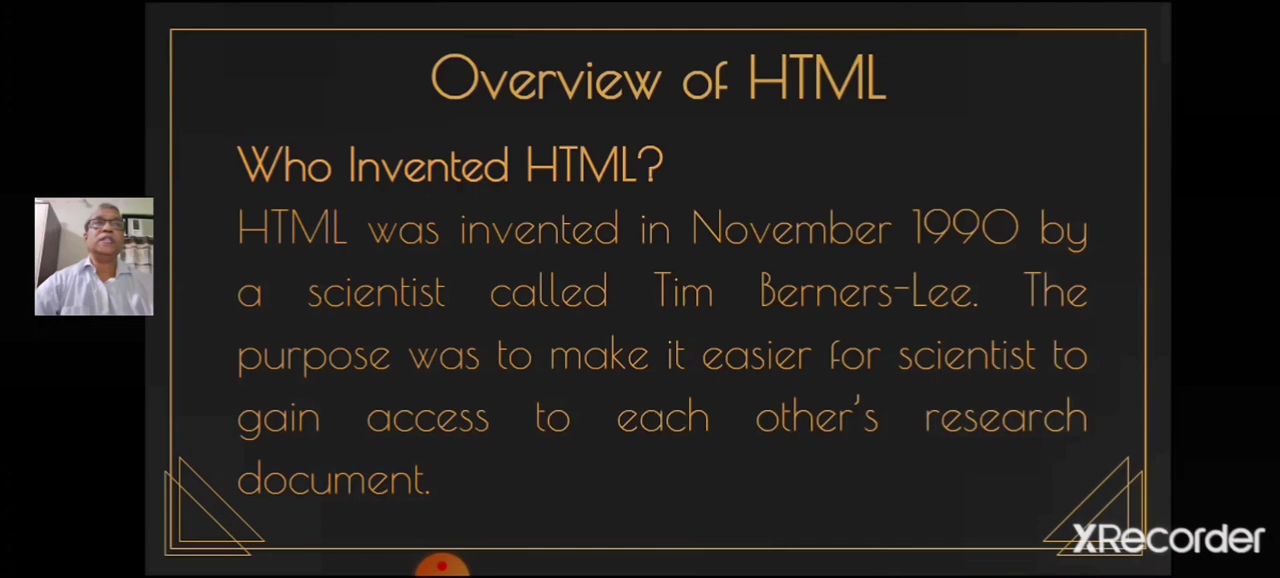 Overview of HTML
Who Invented HTML?
HTML was invented in November 1990 by
a scientist called Tim Berners-Lee. The
purpose was to make it easier for scientist to
gain access to each other's research
document.
XRecorder